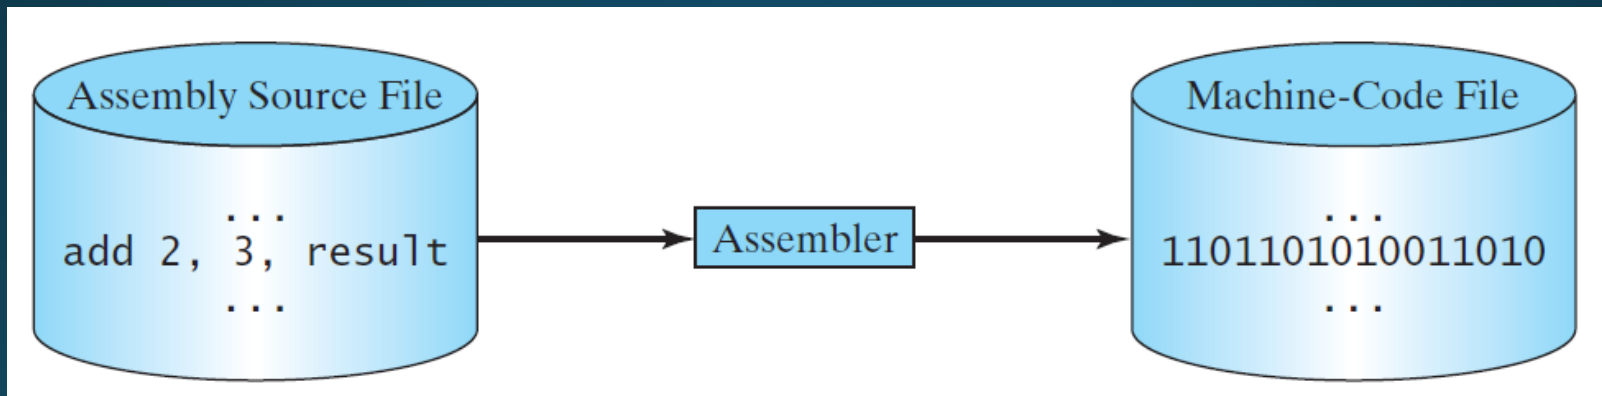 Assembly Source File
...
add 2, 3, result
...
Assembler
Machine-Code File
...
1101101010011010
...